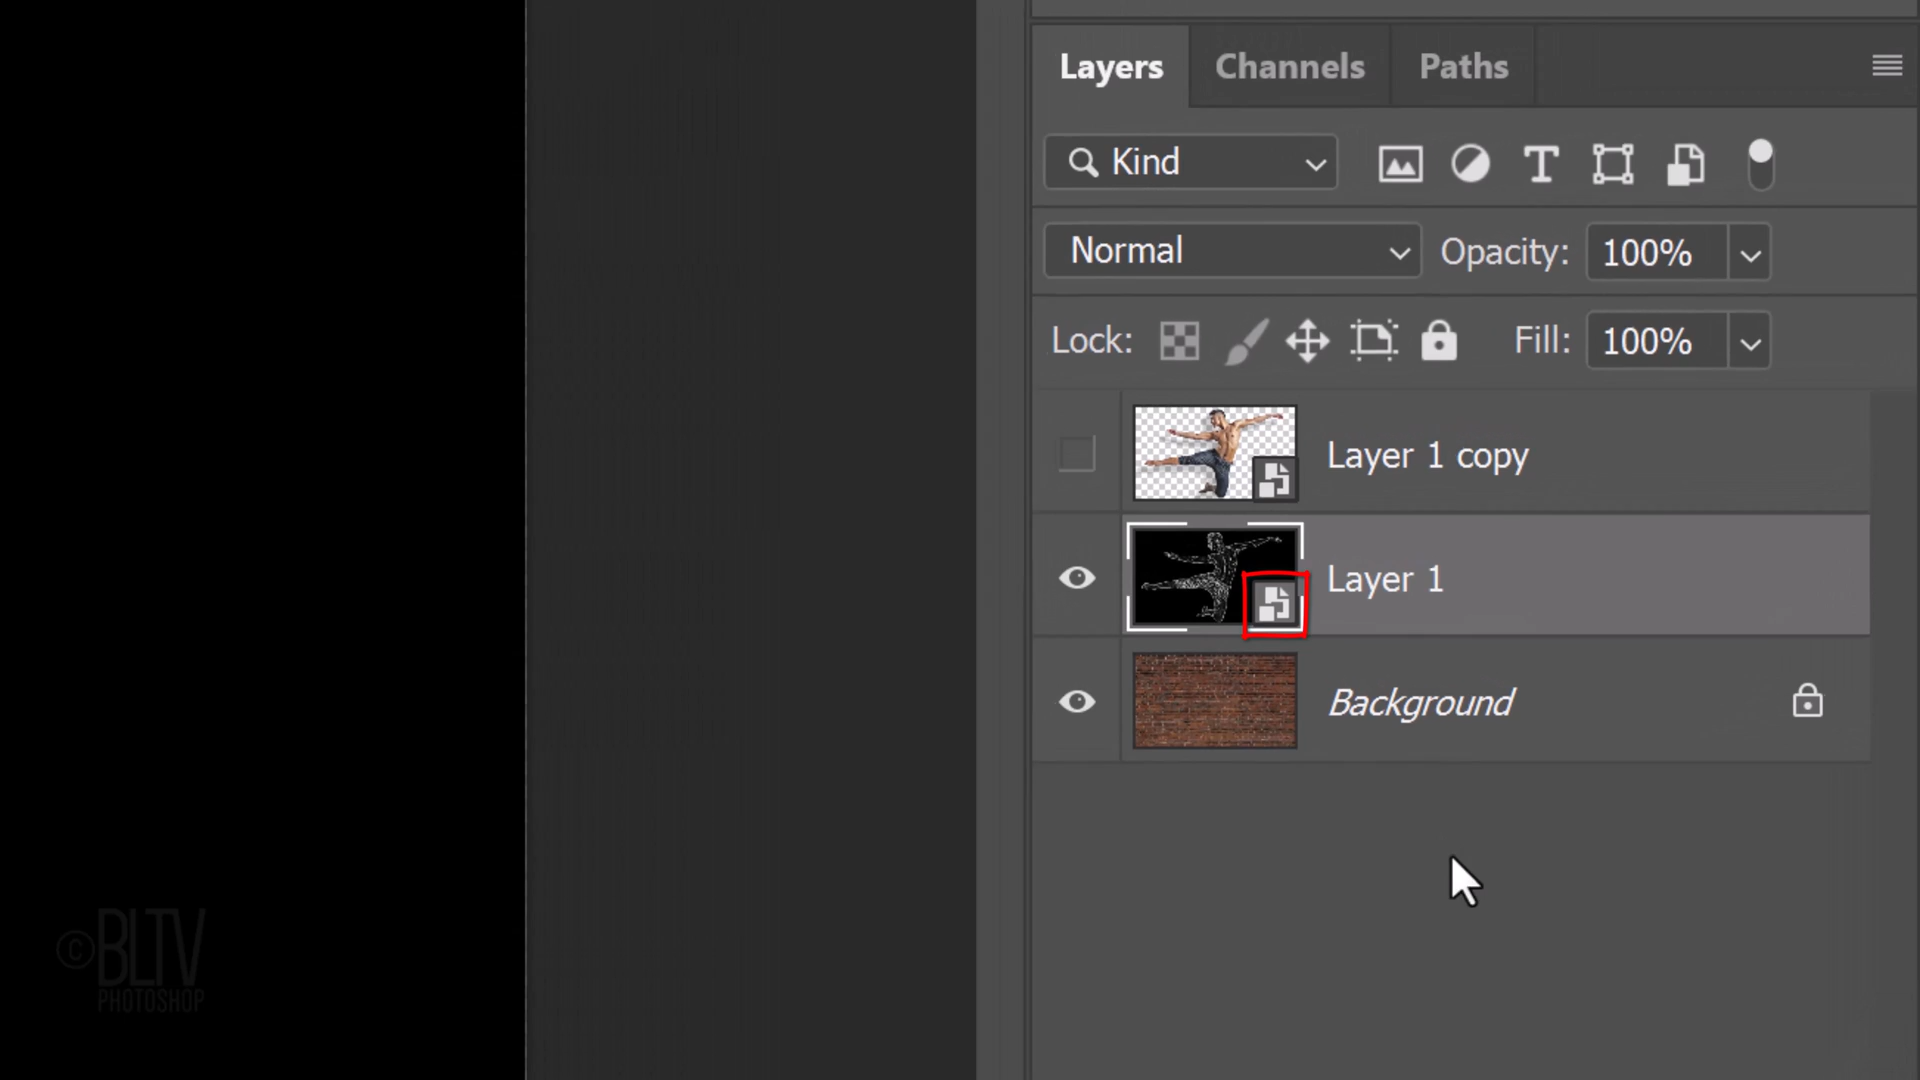 Layers Channels Paths
Kind
Normal Opacity: 100%
Lock: Fill: 100%
Layer 1 copy
Layer 1
Background
© BLTV
PHOTOSHOP